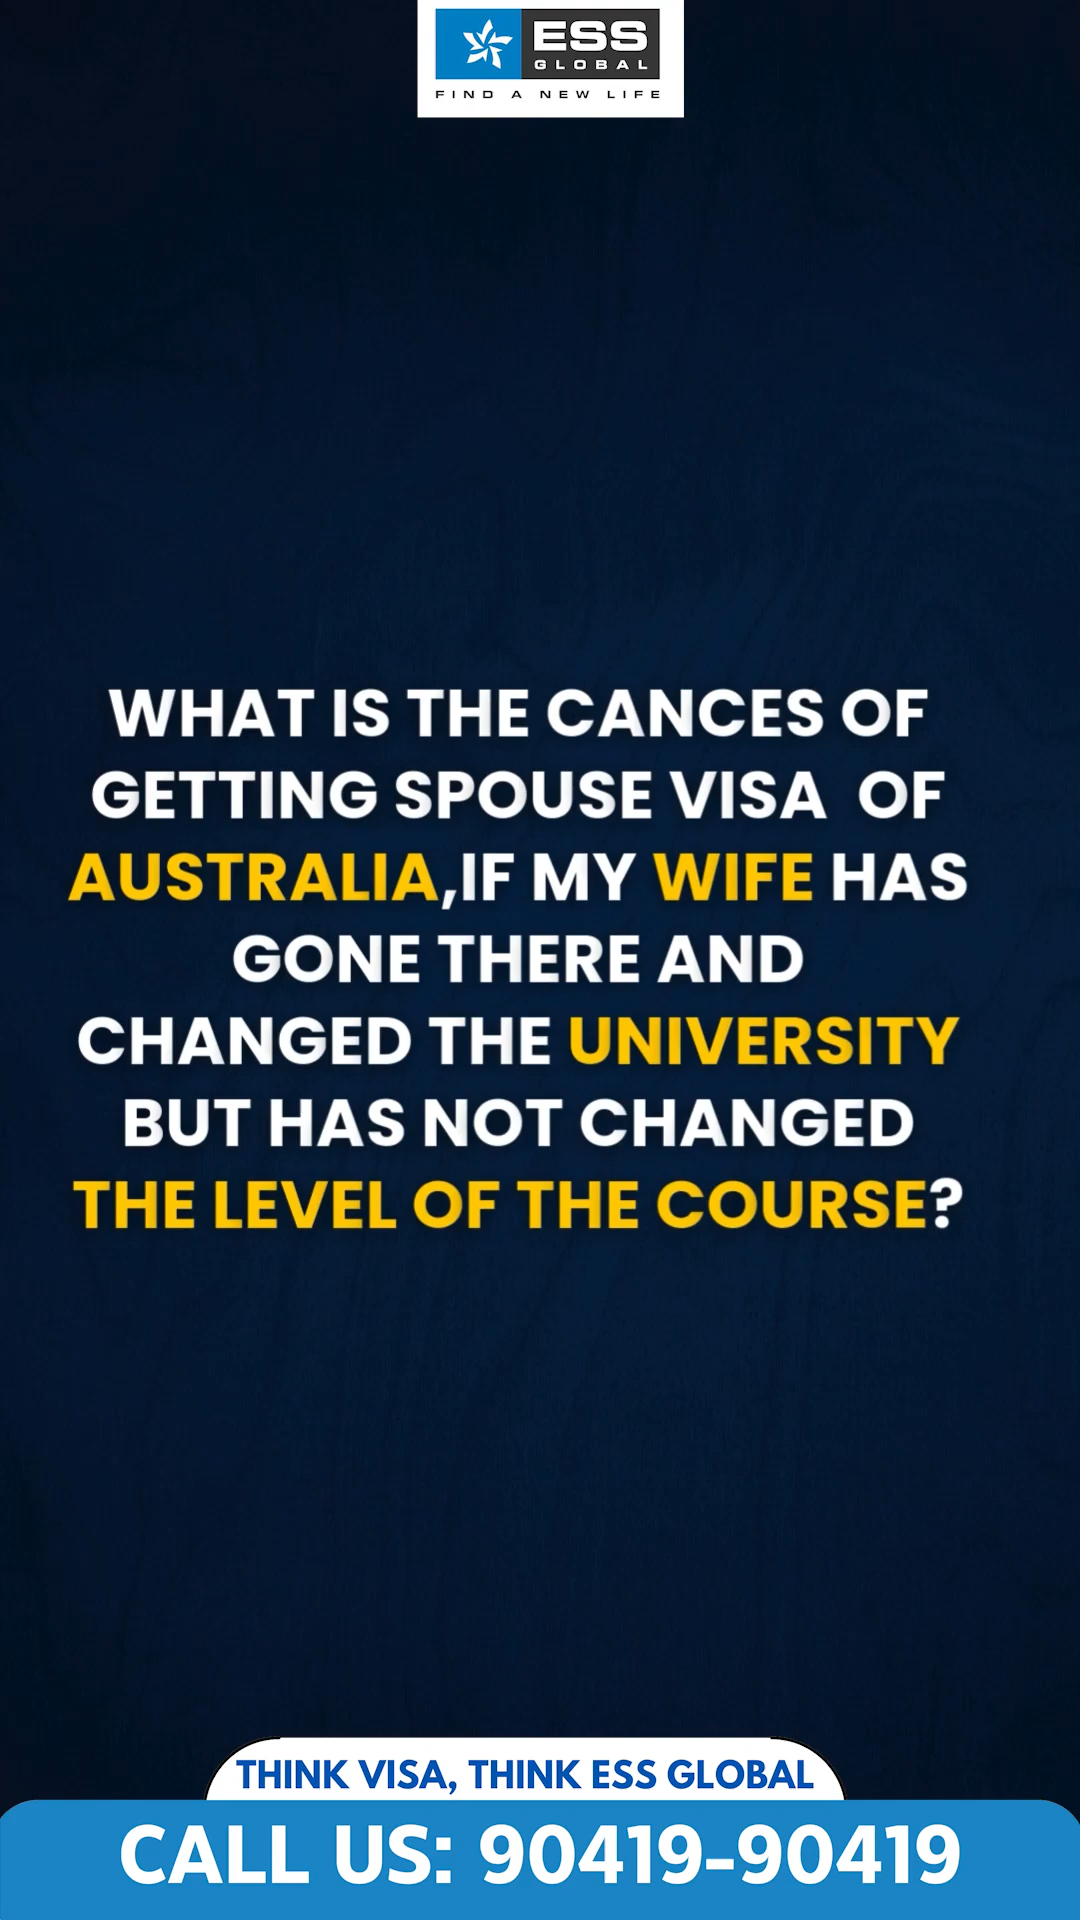 ESS
GLOBAL
FIND A NEW LIFE
WHAT IS THE CANCES OF
GETTING SPOUSE VISA OF
AUSTRALIA,IF MY WIFE HAS
GONE THERE AND
CHANGED THE UNIVERSITY
BUT HAS NOT CHANGED
THE LEVEL OF THE COURSE?
THINK VISA, THINK ESS GLOBAL
CALL US: 90419-90419